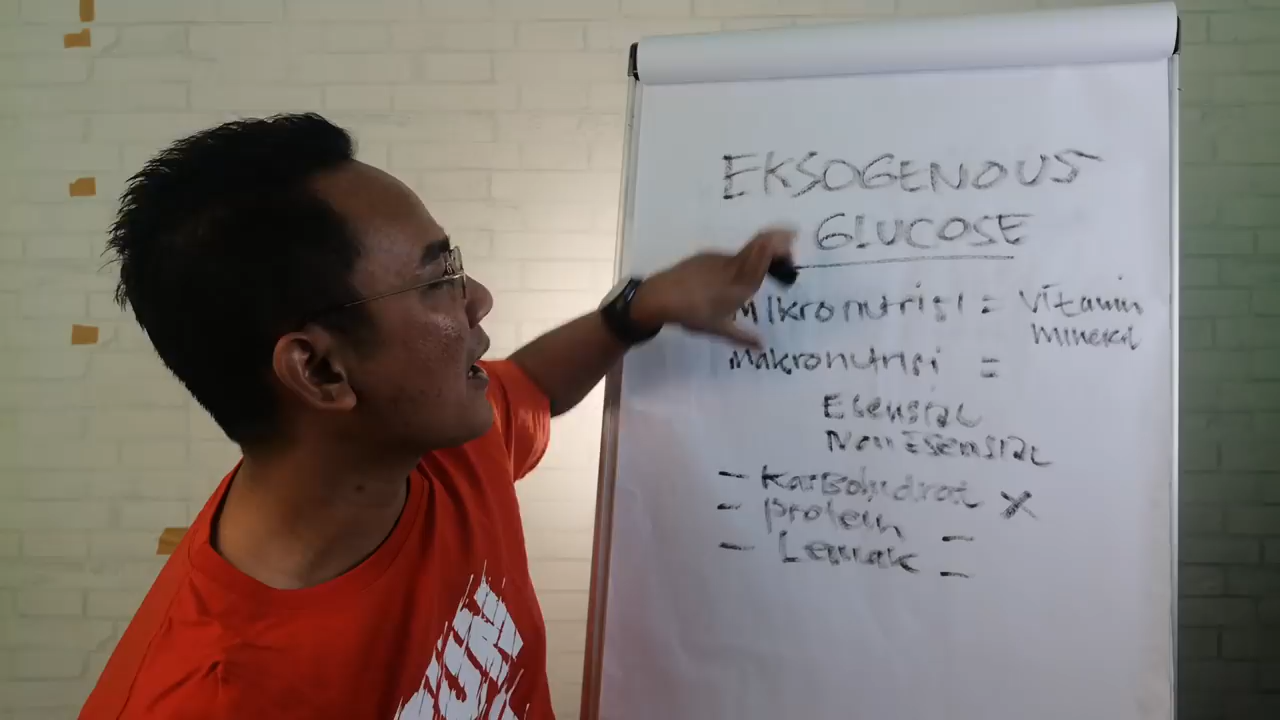 EKSOGENOUS
GLUCOSE
Mikronutrisi = Vitamin
Mineral
Makronutrisi =
Esensial
Non Esensial
- Karbohidrat X
- Protein -
- Lemak -